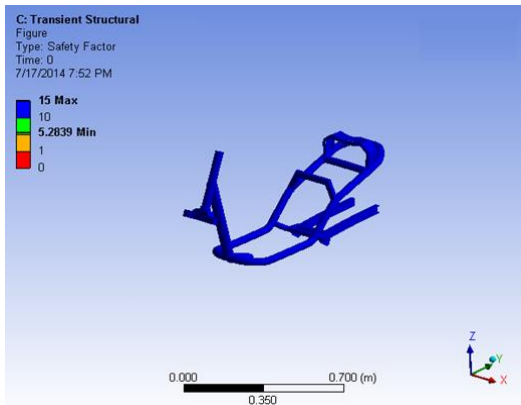 C: Transient Structural
Figure
Type: Safety Factor
Time: 0
7/17/2014 7:52 PM
15 Max
10
5.2839 Min
1
0
0.000
0.700 (m)
0.350
Z
Y
X